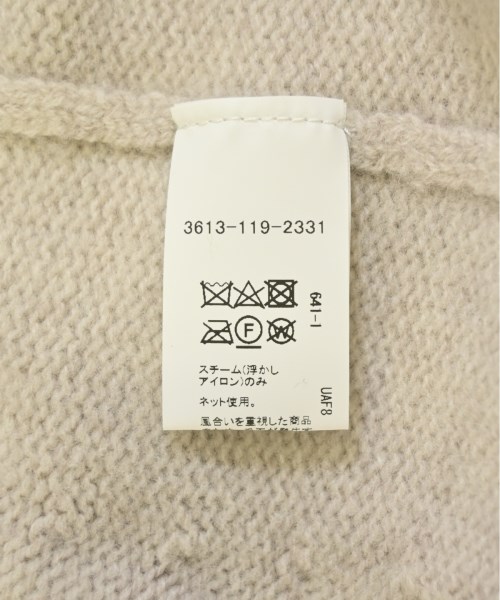 3613-119-2331
641-1
F
W
スチーム(浮かし
アイロン)のみ
ネット使用。
UAF8
風合いを重視した商品